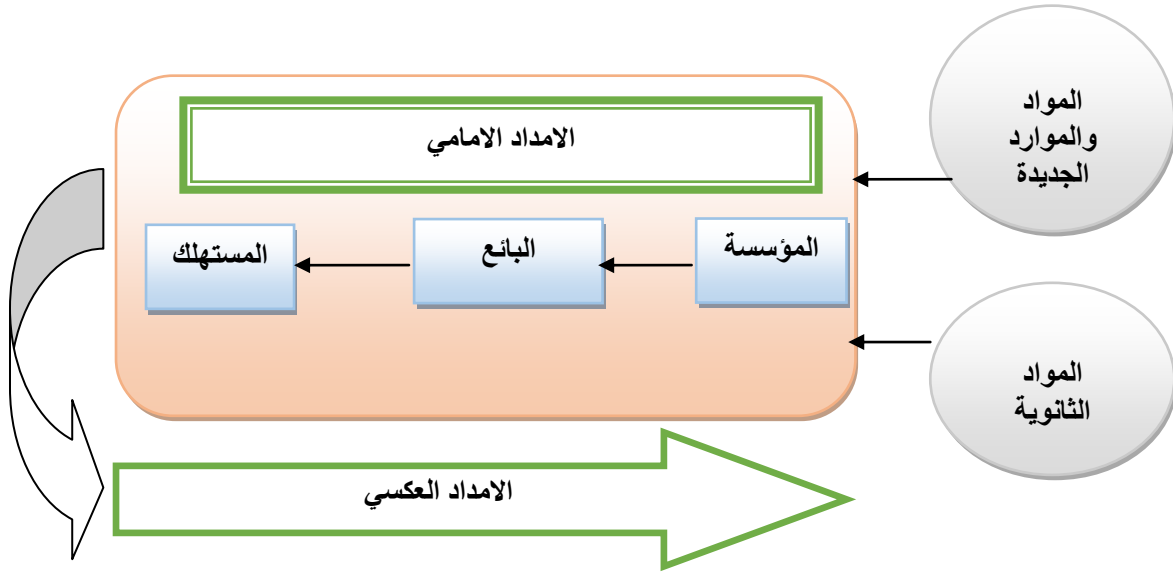 المواد
والموارد
الجديدة
الامداد الامامي
المؤسسة
البائع
المستهلك
المواد
الثانوية
الامداد العكسي